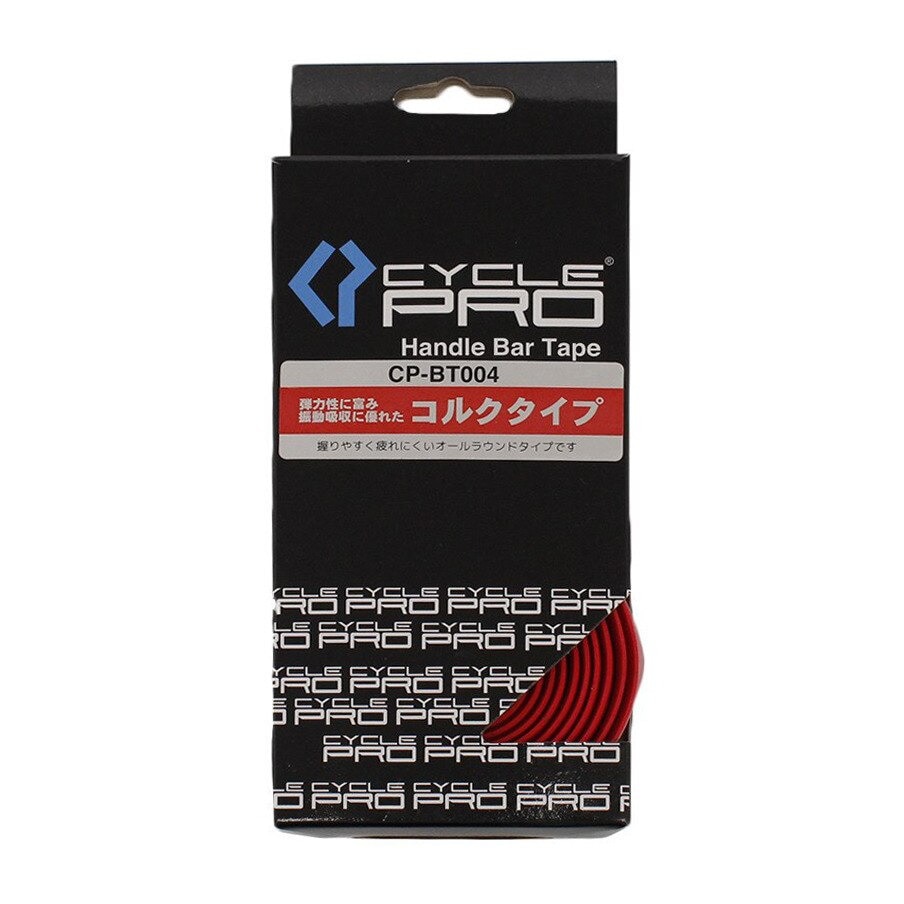 CYCLE
PRO®
Handle Bar Tape
CP-BT004
弾力性に富み
振動吸収に優れた コルクタイプ
握りやすく疲れにくいオールラウンドタイプです
CYCLE CYCLE CYCLE CYCLE
PRO PRO PRO PRO
CYCLE CYCLE CYCLE
PRO PRO PRO
CYCLE CYCLE CYCLE
PRO PRO PRO
CYCLE CYCLE CYCLE
PRO PRO PRO
CYCLE CYCLE CYCLE
PRO PRO PRO
CYCLE CYCLE CYCLE
PRO PRO PRO